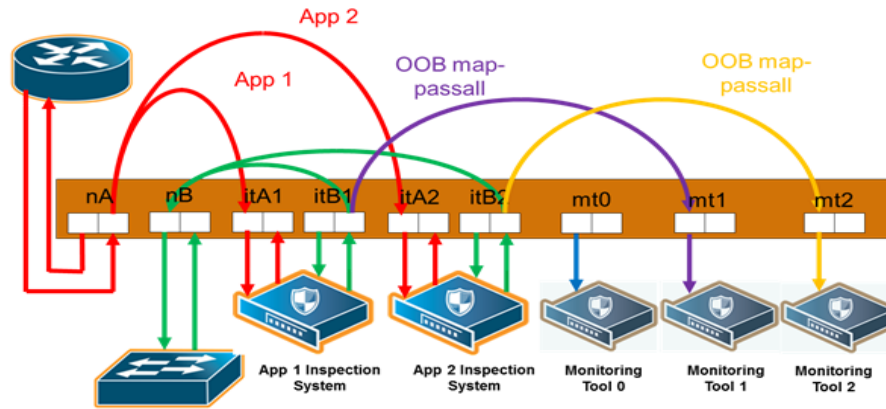 App 2
App 1
OOB map-
passall
OOB map-
passall
nA
nB
itA1
itB1
itA2
itB2
mt0
mt1
mt2
App 1 Inspection
System
App 2 Inspection
System
Monitoring
Tool 0
Monitoring
Tool 1
Monitoring
Tool 2